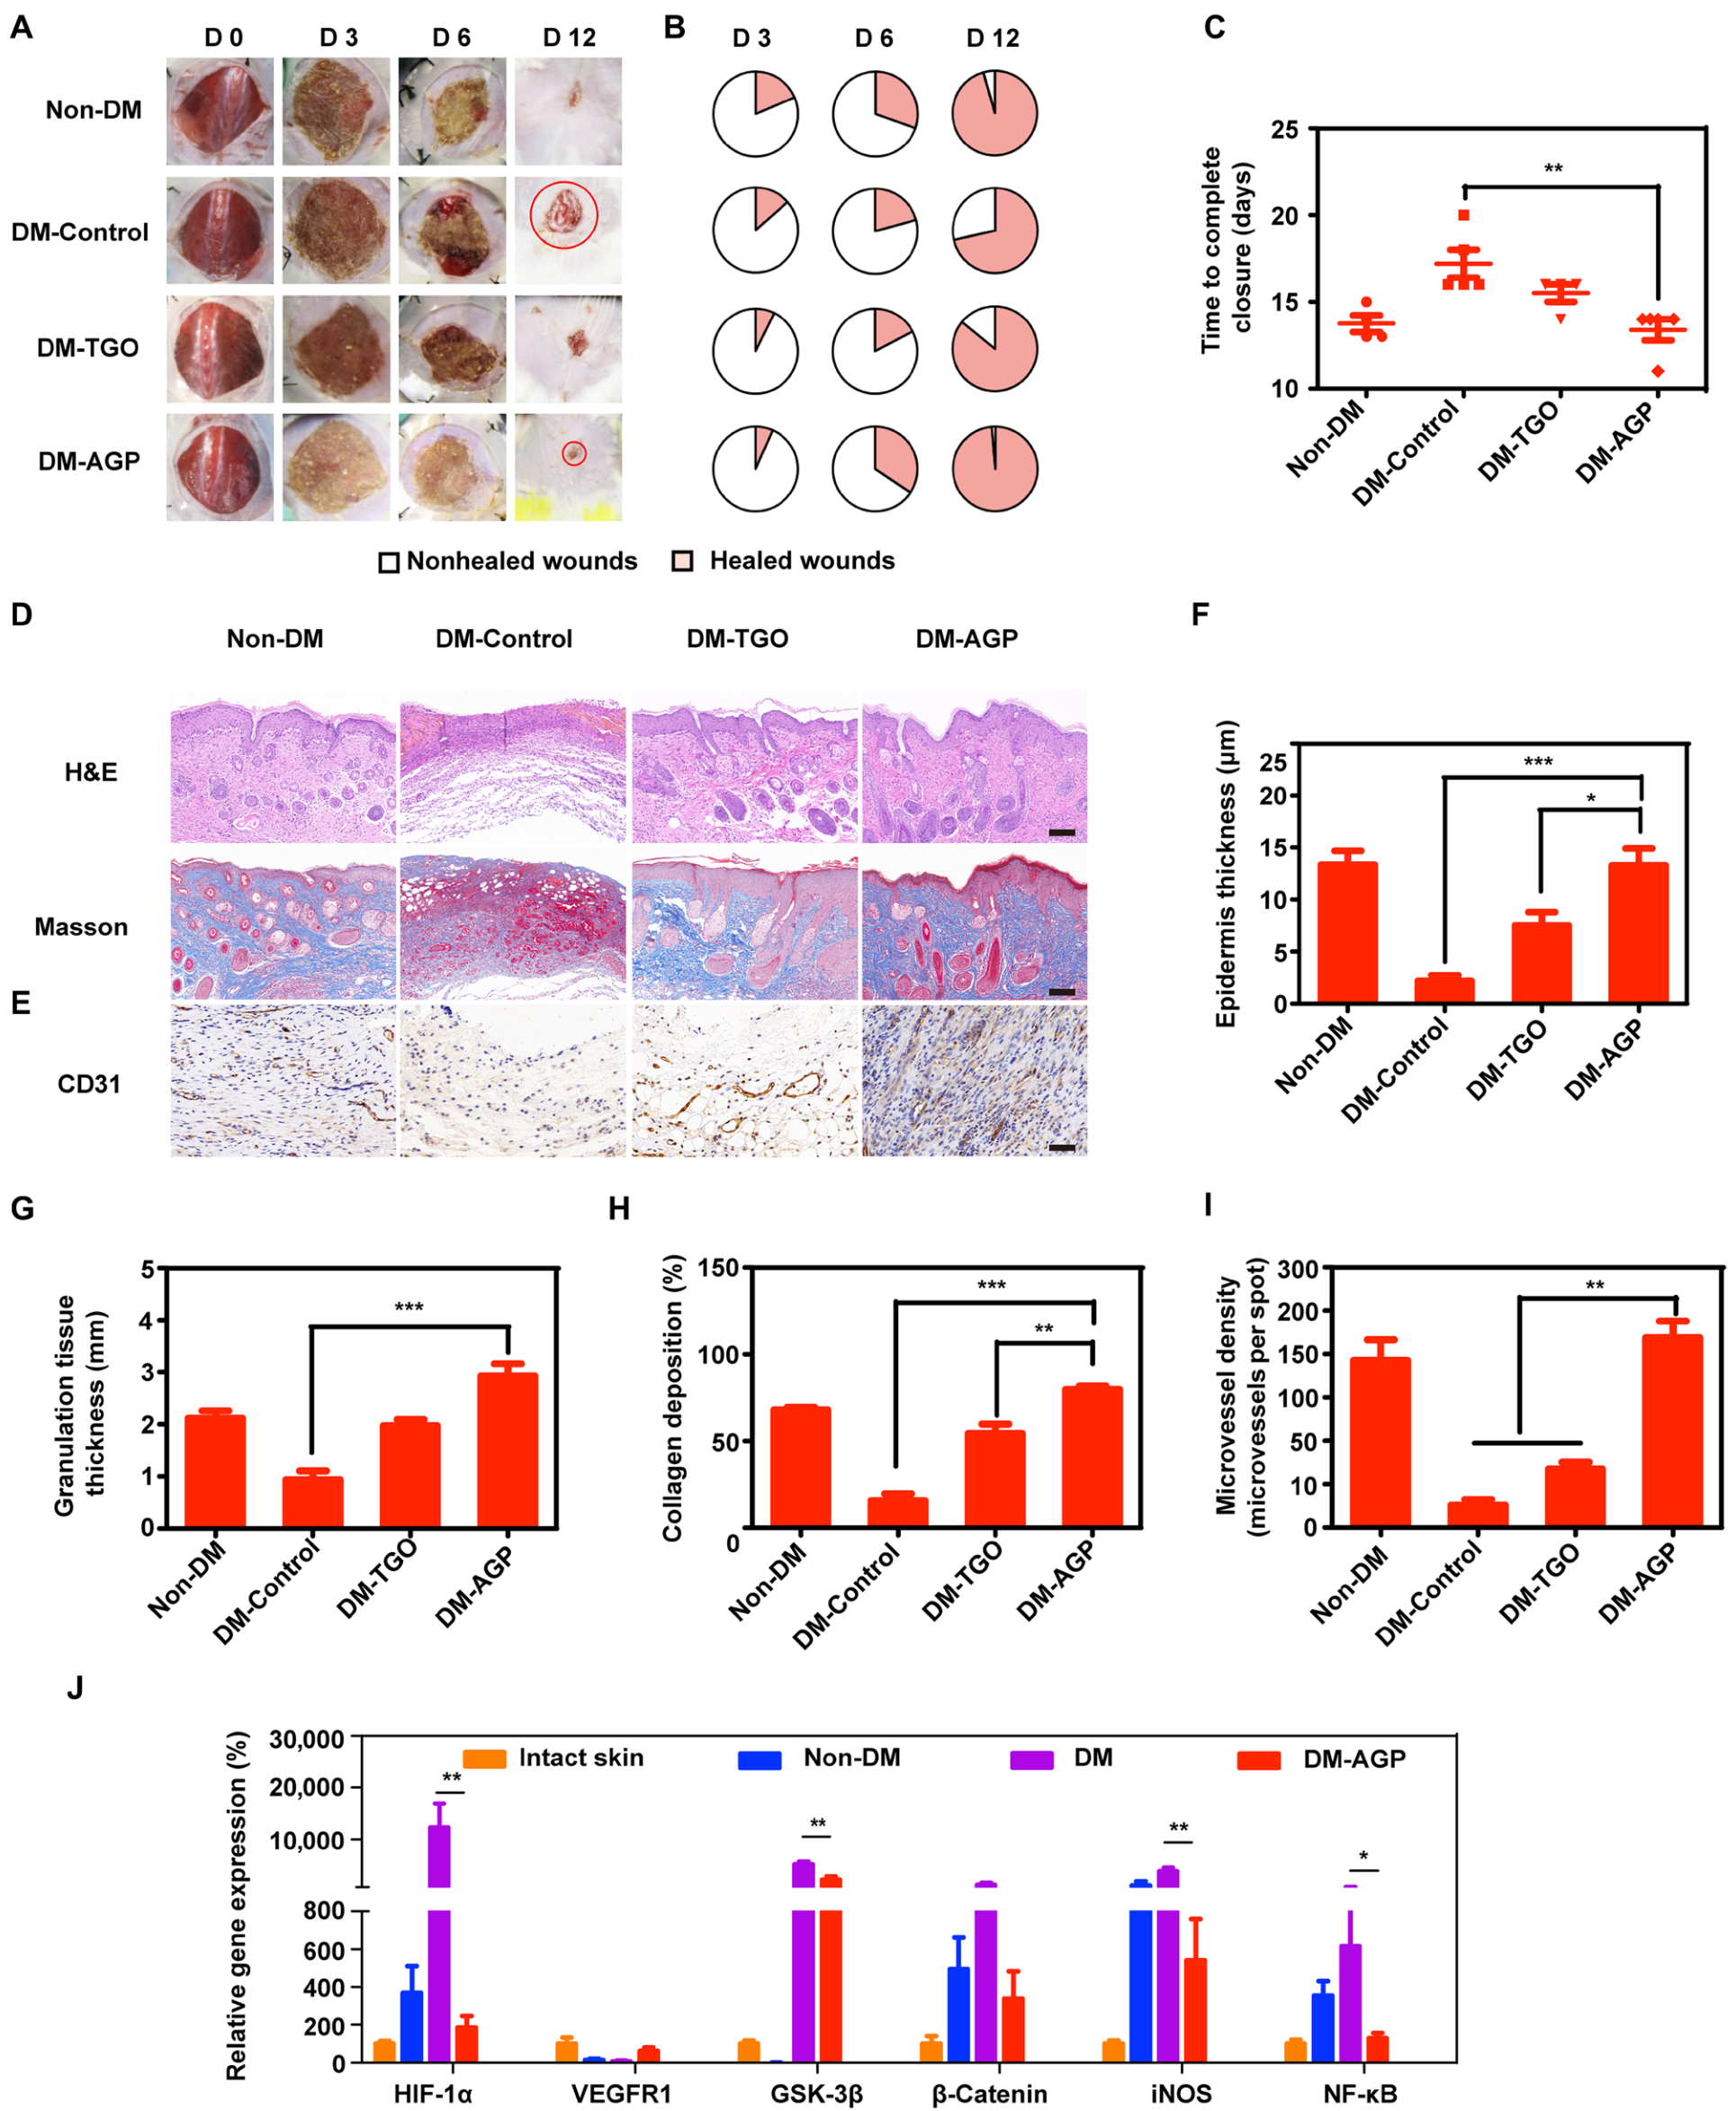 A
D 0
D 3
D 6
D 12
Non-DM
DM-Control
DM-TGO
DM-AGP
B
D 3
D 6
D 12
Nonhealed wounds
Healed wounds
C
Time to complete
closure (days)
25
20
15
10
**
Non-DM
DM-Control
DM-TGO
DM-AGP
D
Non-DM
DM-Control
DM-TGO
DM-AGP
H&E
Masson
E
CD31
F
Epidermis thickness (μm)
25
20
15
10
5
0
***
*
Non-DM
DM-Control
DM-TGO
DM-AGP
G
Granulation tissue
thickness (mm)
5
4
3
2
1
0
***
Non-DM
DM-Control
DM-TGO
DM-AGP
H
Collagen deposition (%)
150
100
50
0
***
**
Non-DM
DM-Control
DM-TGO
DM-AGP
I
Microvessel density
(microvessels per spot)
300
200
150
100
50
10
0
**
Non-DM
DM-Control
DM-TGO
DM-AGP
J
Relative gene expression (%)
30,000
20,000
10,000
800
600
400
200
0
Intact skin
Non-DM
DM
DM-AGP
**
**
**
*
HIF-1α
VEGFR1
GSK-3β
β-Catenin
iNOS
NF-κB